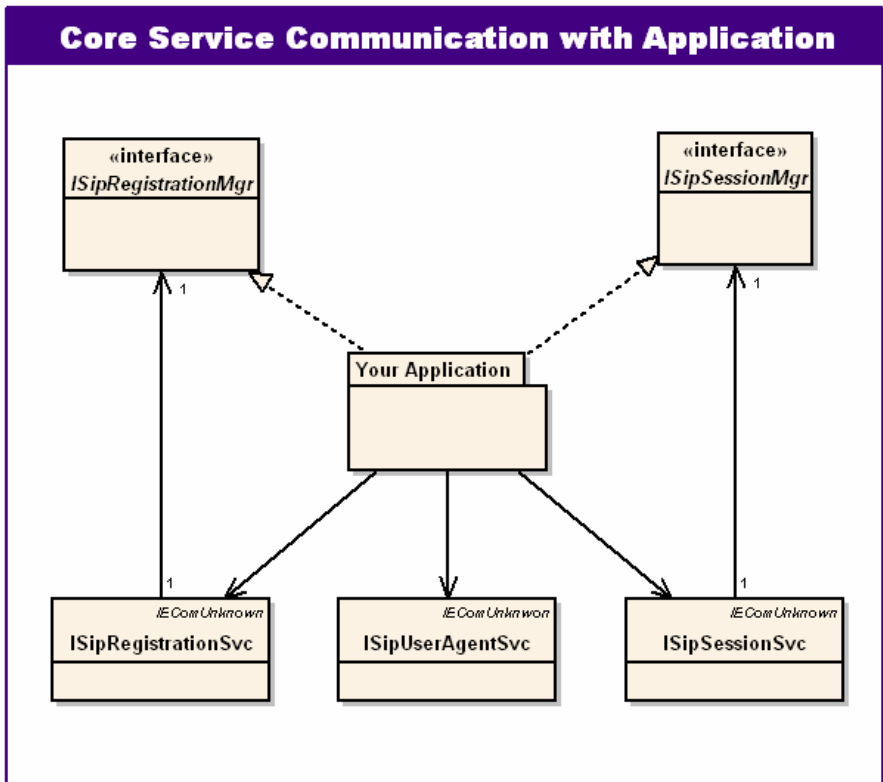 Core Service Communication with Application
«interface»
ISipRegistrationMgr
«interface»
ISipSessionMgr
1
1
Your Application
1
1
IEComUnknown
ISipRegistrationSvc
IEComUnknwon
ISipUserAgentSvc
IEComUnknown
ISipSessionSvc